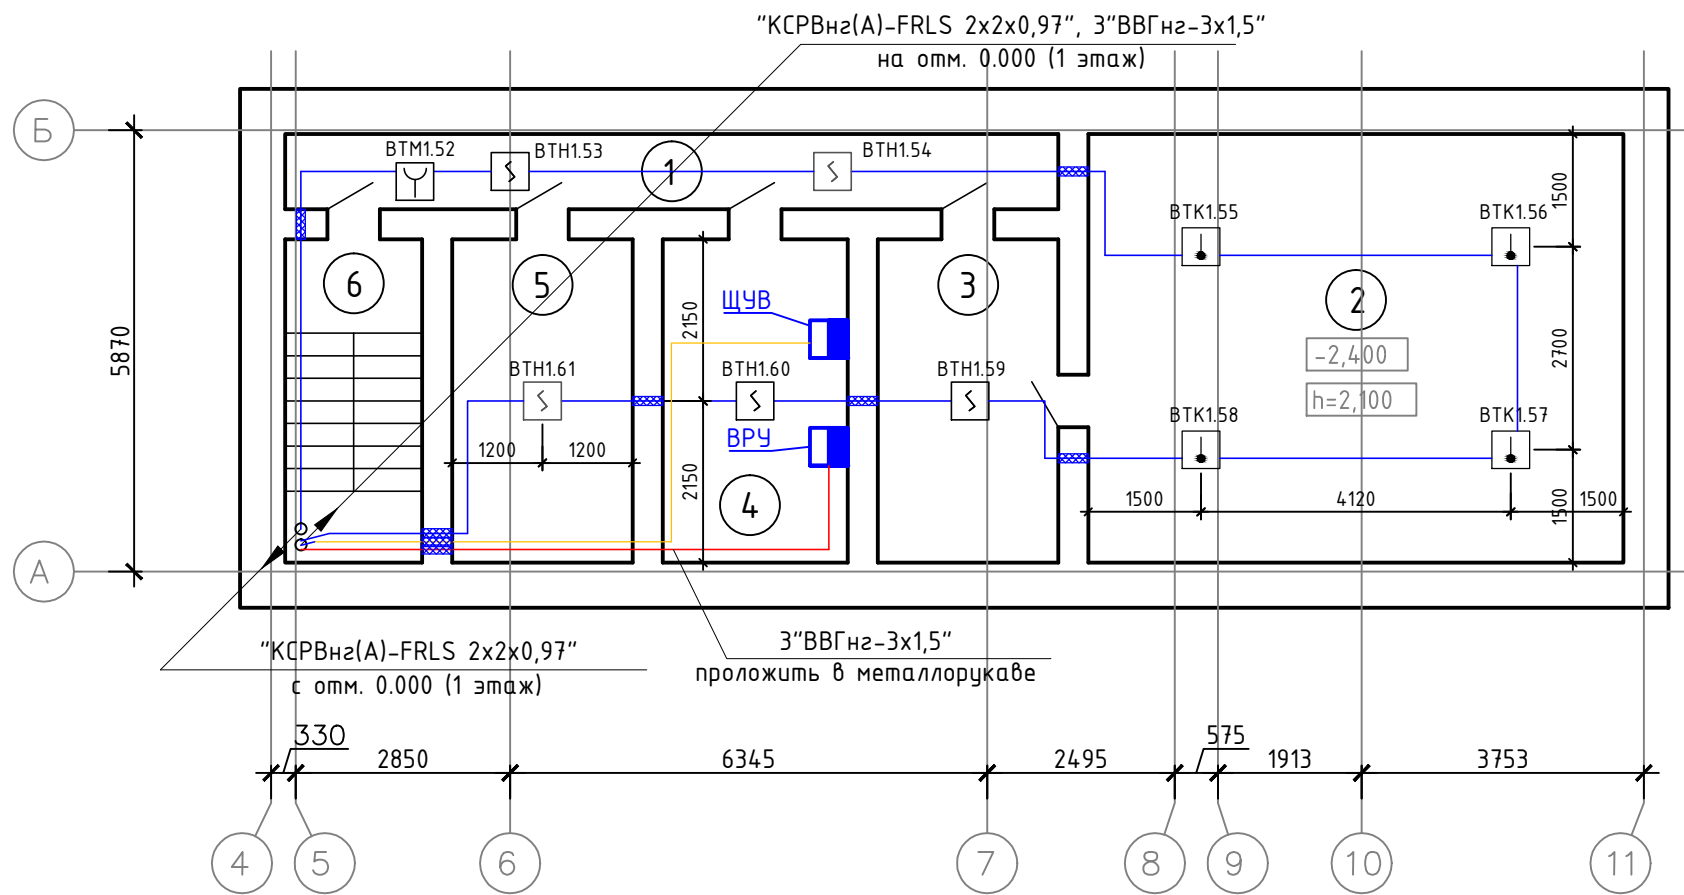 "КСРВнг(А)-FRLS 2х2х0,97", 3"ВВГнг-3х1,5"
на отм. 0.000 (1 этаж)
Б
ВТМ1.52
ВТН1.53
1
ВТН1.54
1500
ВТК1.55
ВТК1.56
6
5
3
2
ЩУВ
2150
5870
-2,400
2700
ВТН1.61
ВТН1.60
ВТН1.59
h=2,100
ВТК1.58
ВТК1.57
ВРУ
1200
1200
2150
4
1500
4120
1500
1500
А
"КСРВнг(А)-FRLS 2х2х0,97"
с отм. 0.000 (1 этаж)
3"ВВГнг-3х1,5"
проложить в металлорукаве
330
2850
6345
2495
575
1913
3753
4
5
6
7
8
9
10
11